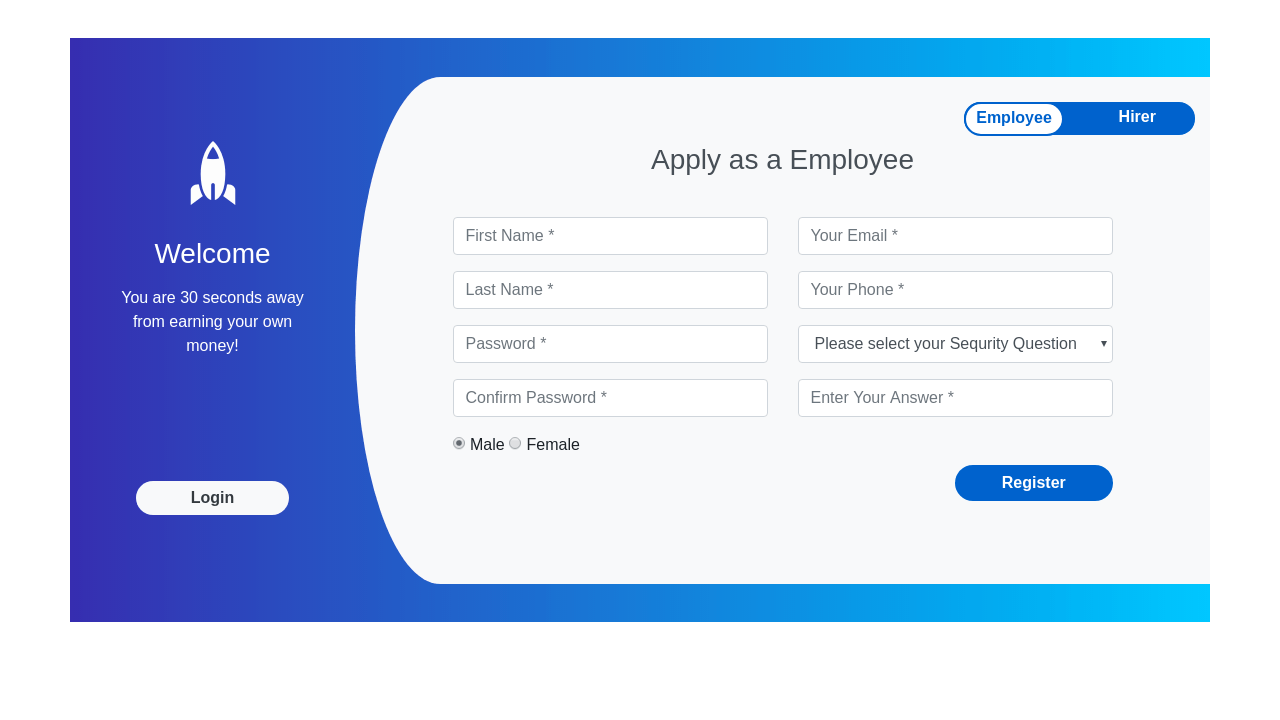 Employee
Hirer
Apply as a Employee
Welcome
You are 30 seconds away
from earning your own
money!
Login
First Name *
Your Email *
Last Name *
Your Phone *
Password *
Please select your Sequrity Question
Confirm Password *
Enter Your Answer *
Male Female
Register